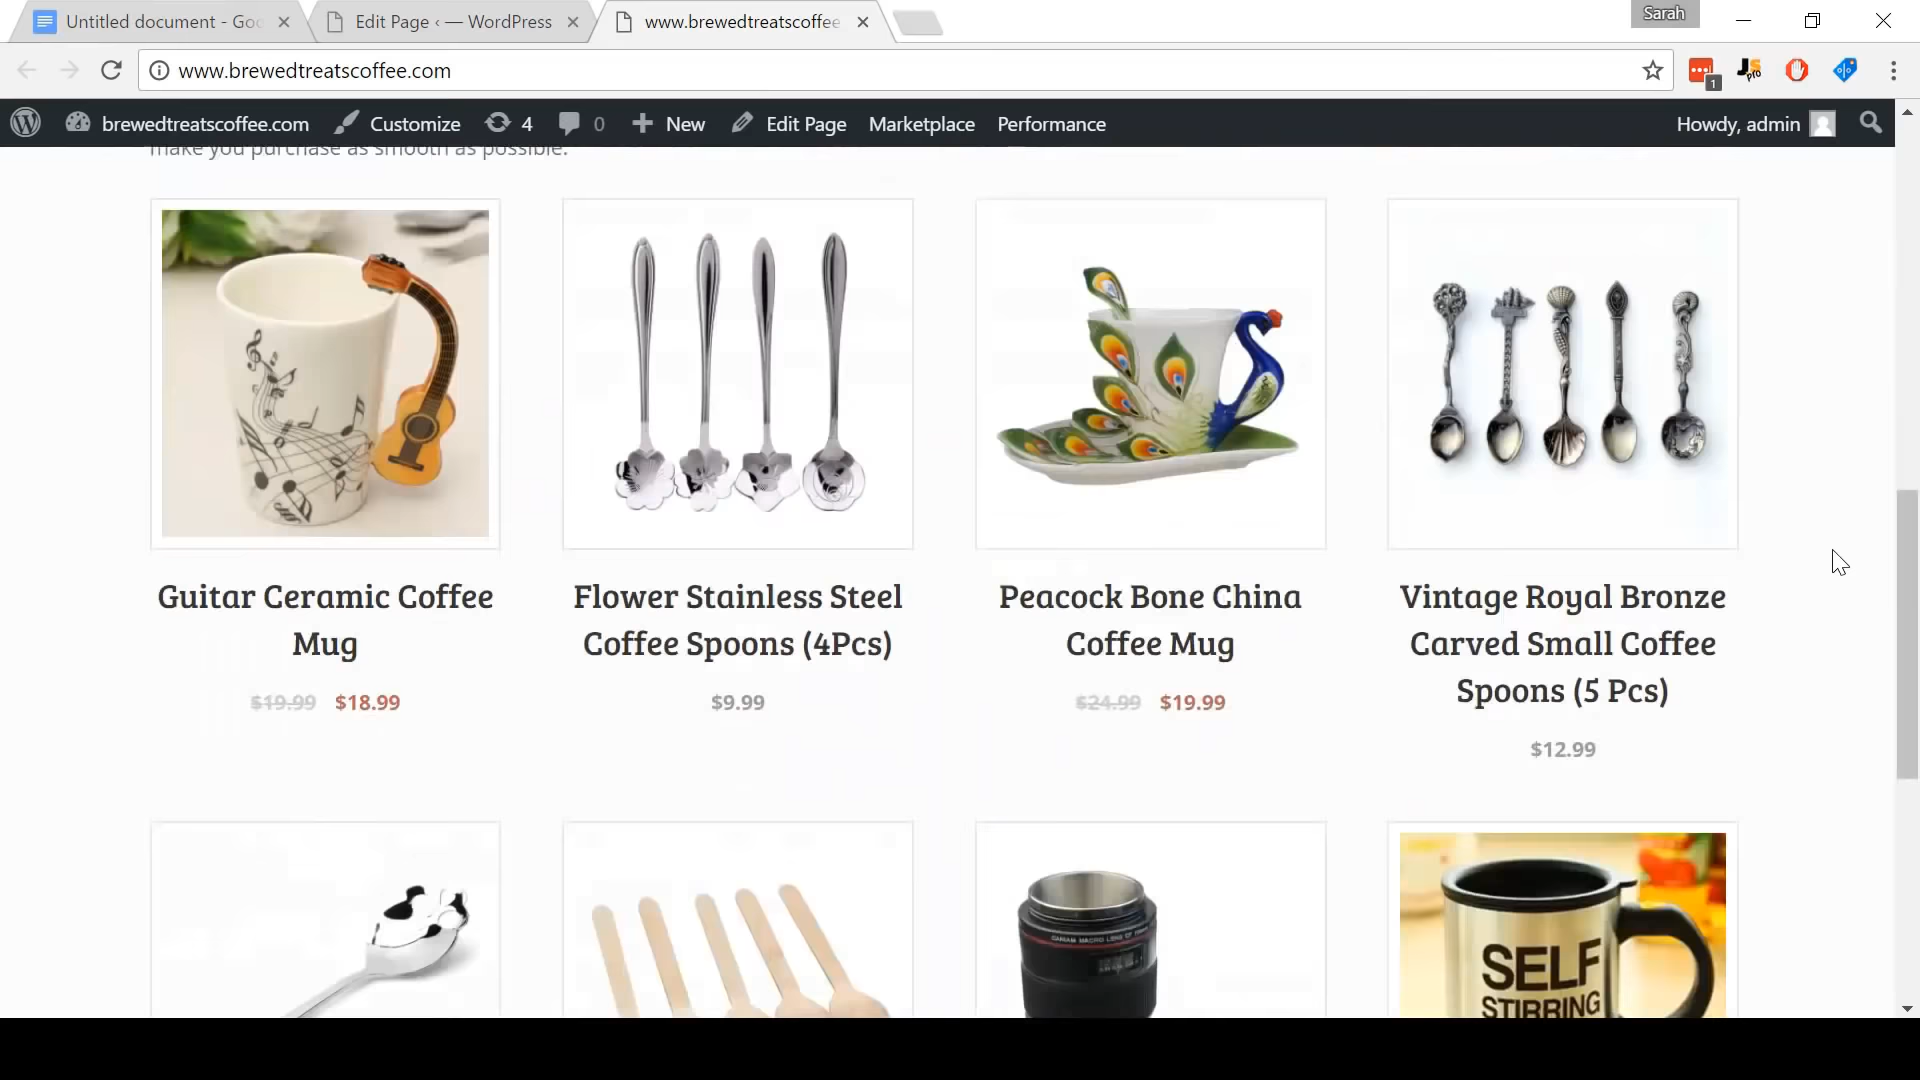 Untitled document - Goo
Edit Page ‹ — WordPress
www.brewedtreatscoffee
Sarah
www.brewedtreatscoffee.com
1
JS
pro
brewedtreatscoffee.com
Customize
4
0
New
Edit Page
Marketplace
Performance
Howdy, admin
make you purchase as smooth as possible.
Guitar Ceramic Coffee
Mug
$19.99 $18.99
Flower Stainless Steel
Coffee Spoons (4Pcs)
$9.99
Peacock Bone China
Coffee Mug
$24.99 $19.99
Vintage Royal Bronze
Carved Small Coffee
Spoons (5 Pcs)
$12.99
SELF
STIRRING